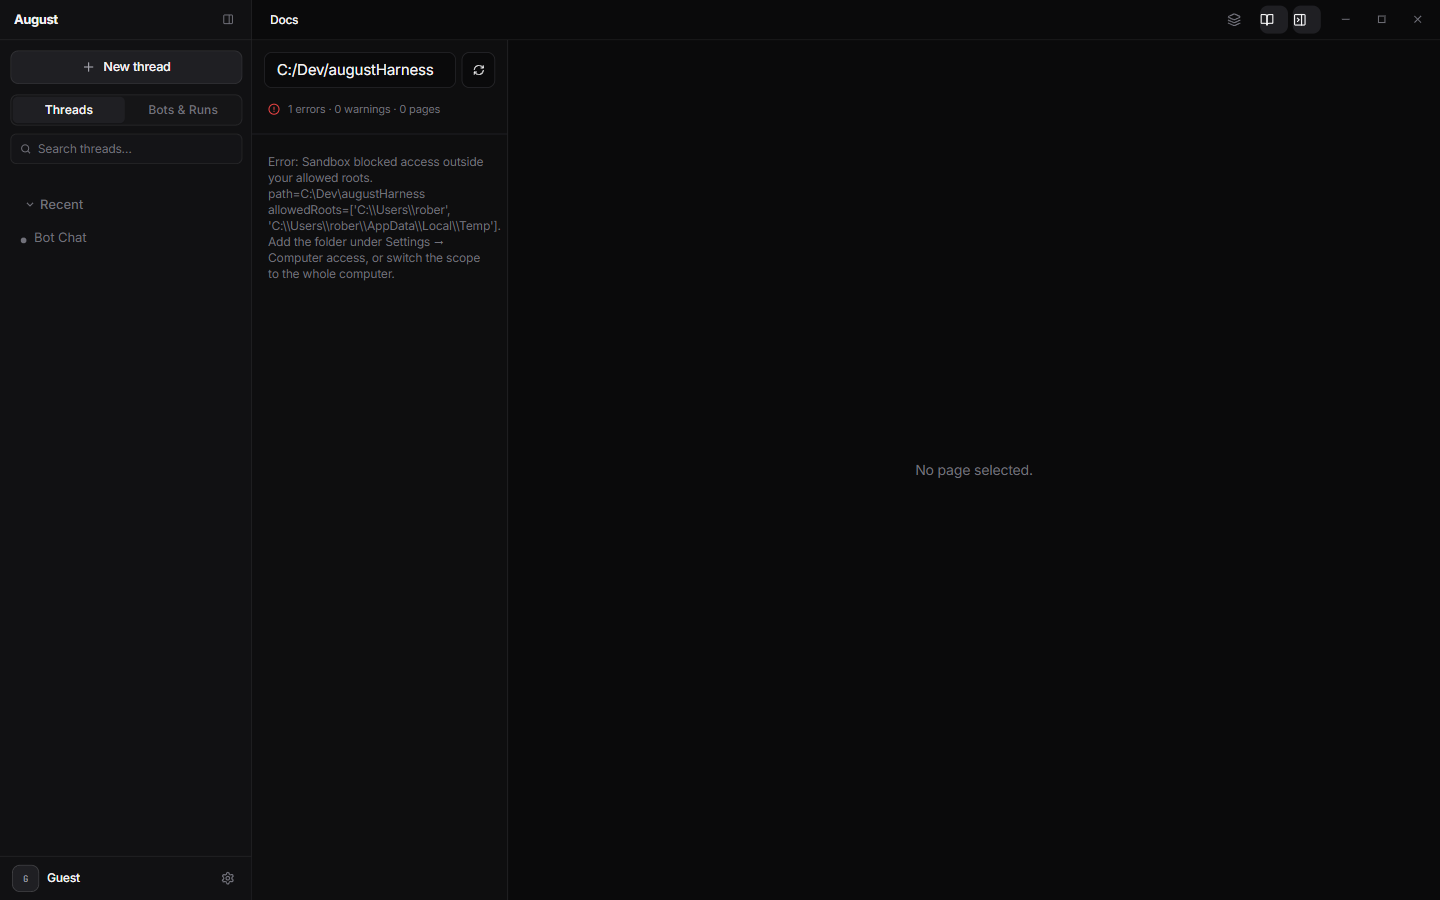 August
Docs
New thread
C:/Dev/augustHarness
Threads
Bots & Runs
1 errors · 0 warnings · 0 pages
Search threads...
Error: Sandbox blocked access outside
your allowed roots.
path=C:\Dev\augustHarness
allowedRoots=['C:\\Users\\rober',
'C:\\Users\\rober\\AppData\\Local\\Temp'].
Add the folder under Settings →
Computer access, or switch the scope
to the whole computer.
Recent
Bot Chat
No page selected.
G
Guest